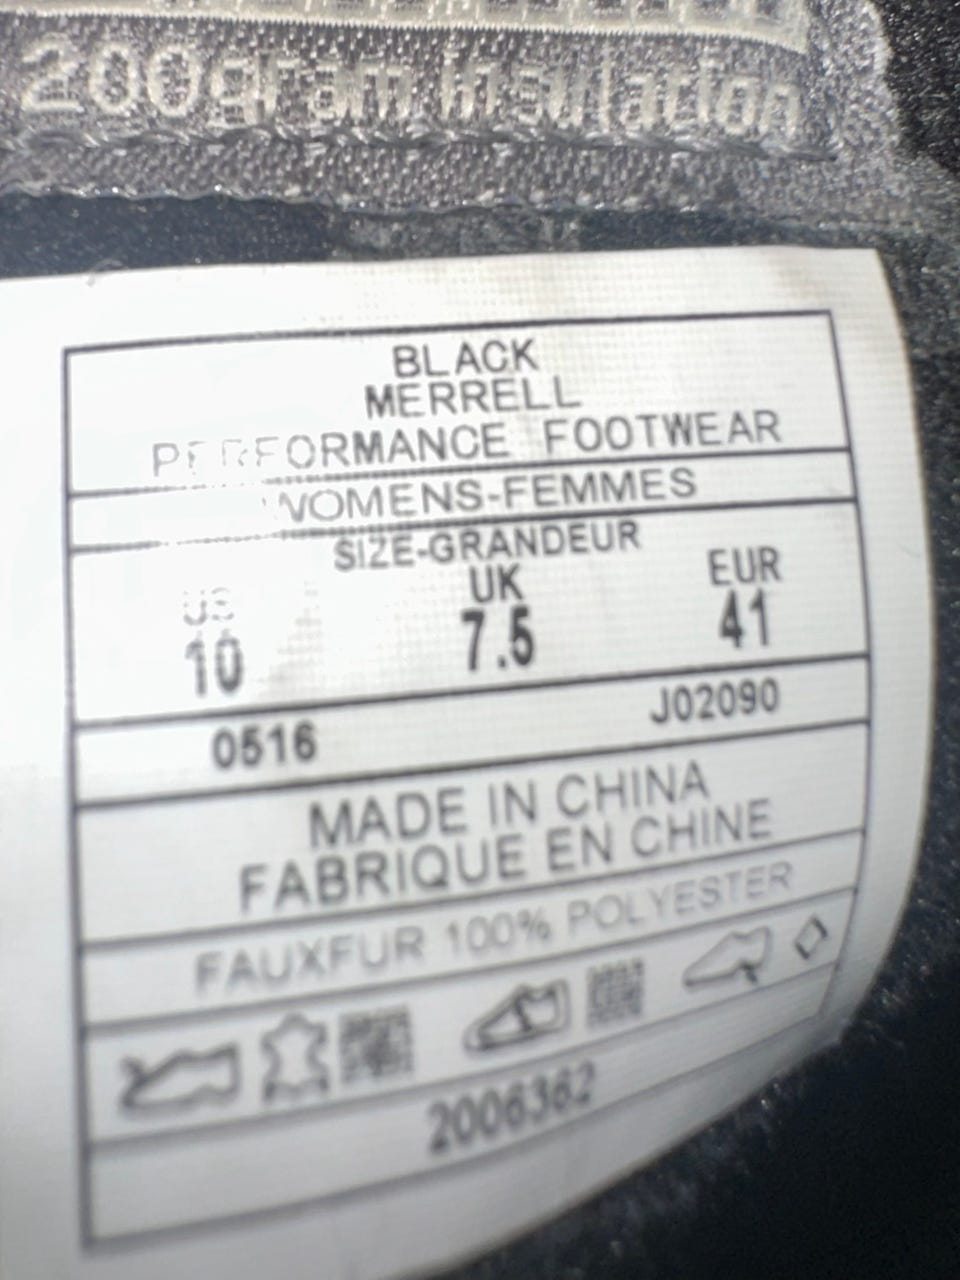 200gram insulation
BLACK
MERRELL
PERFORMANCE FOOTWEAR
WOMENS-FEMMES
SIZE-GRANDEUR
US UK EUR
10 7.5 41
0516 J02090
MADE IN CHINA
FABRIQUE EN CHINE
FAUXFUR 100% POLYESTER
2006362